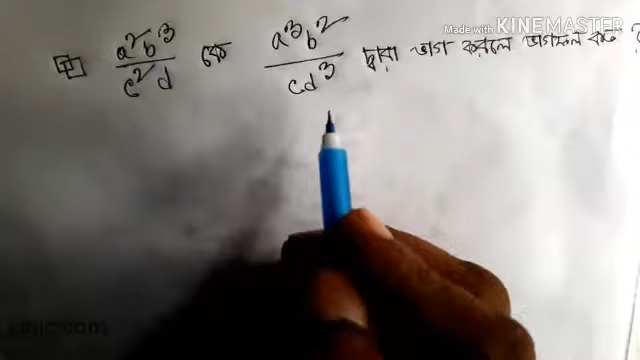 Made with KINEMASTER
a²b³/c²d কে a³b²/cd³ দ্বারা ভাগ করলে ভাগফল কত ?